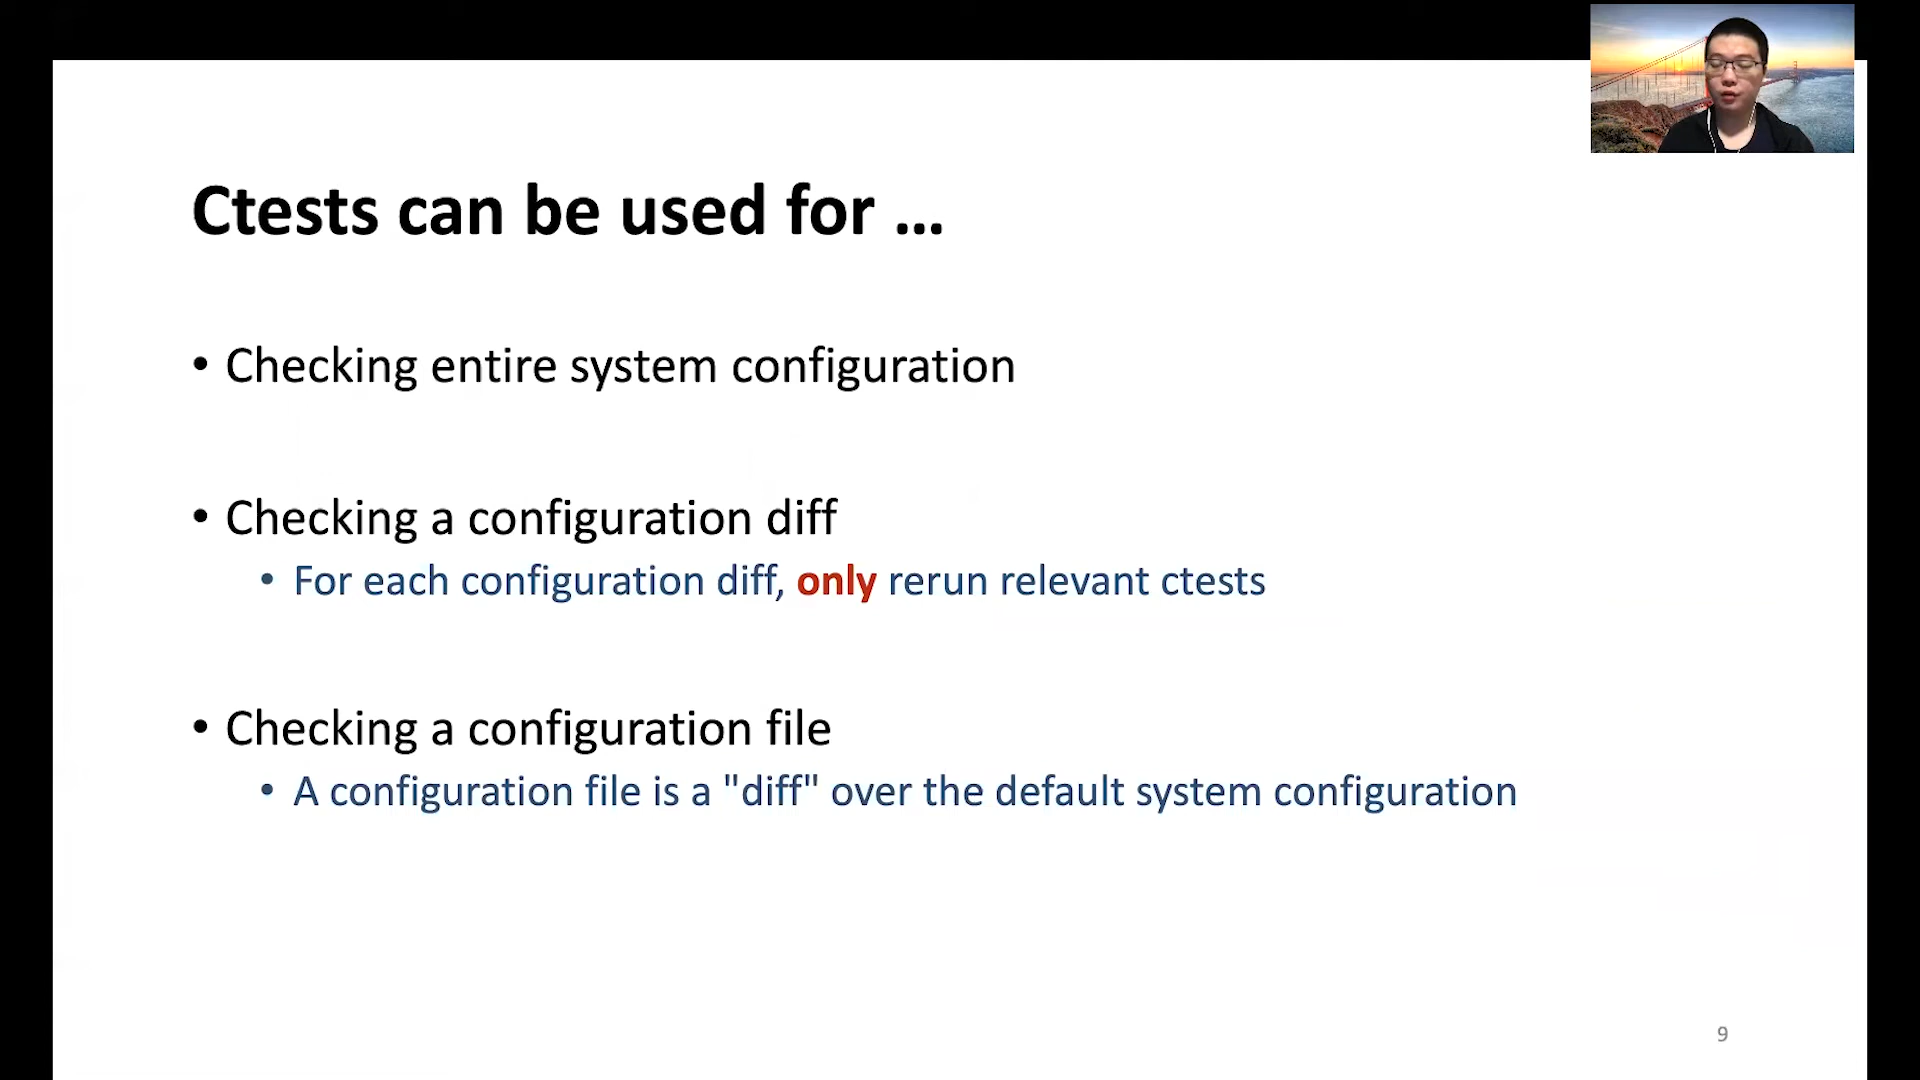 Ctests can be used for ...
• Checking entire system configuration
• Checking a configuration diff
• For each configuration diff, only rerun relevant ctests
• Checking a configuration file
• A configuration file is a "diff" over the default system configuration
9